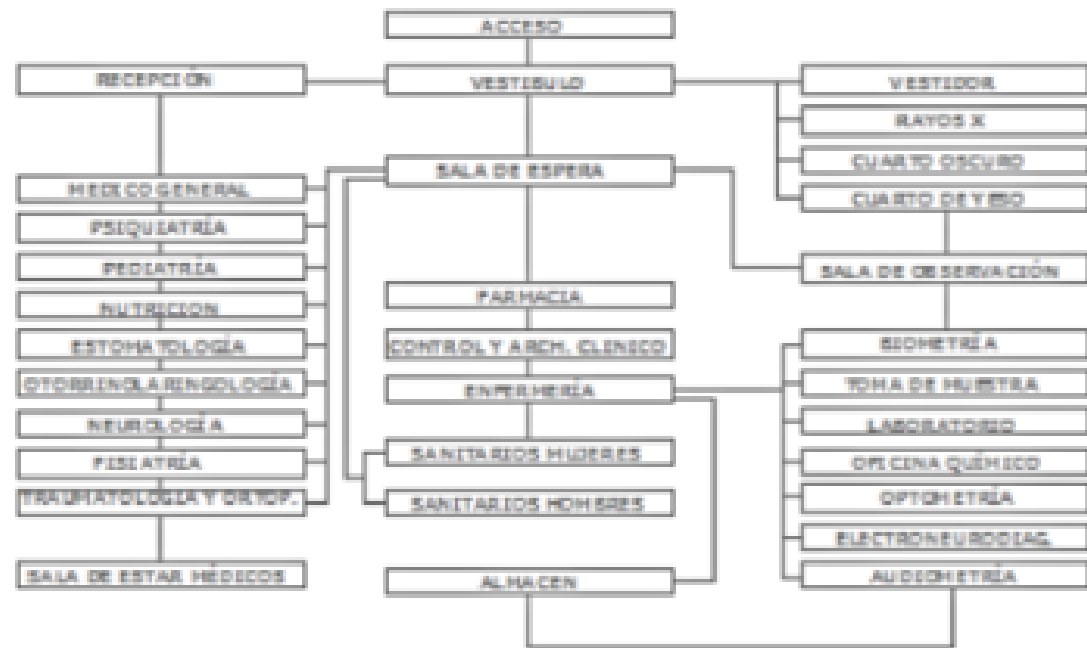 ACCESO
RECEPCIÓN
VESTIBULO
VESTIDOR
RAYOS X
CUARTO OSCURO
CUARTO DE YESO
SALA DE ESPERA
MEDICO GENERAL
PSIQUIATRÍA
PEDIATRÍA
NUTRICION
ESTOMATOLOGÍA
OTORRINOLARINGOLOGÍA
NEUROLOGÍA
FISIATRÍA
TRAUMATOLOGIA Y ORTOP.
SALA DE ESTAR MÉDICOS
FARMACIA
CONTROL Y ARCH. CLINICO
ENFERMERÍA
SANITARIOS MUJERES
SANITARIOS HOMBRES
ALMACEN
SALA DE OBSERVACIÓN
BIOMETRÍA
TOMA DE MUESTRA
LABORATORIO
OFICINA QUÍMICO
OPTOMETRÍA
ELECTRONEURODIAG.
AUDIOMETRÍA